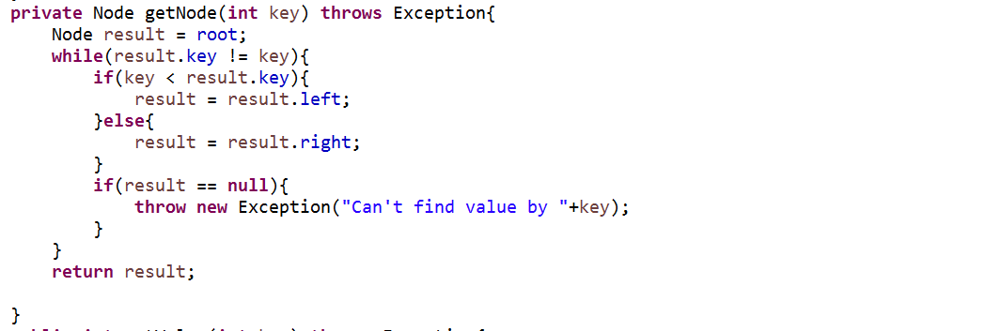 private Node getNode(int key) throws Exception{
    Node result = root;
    while(result.key != key){
        if(key < result.key){
            result = result.left;
        }else{
            result = result.right;
        }
        if(result == null){
            throw new Exception("Can't find value by "+key);
        }
    }
    return result;

}